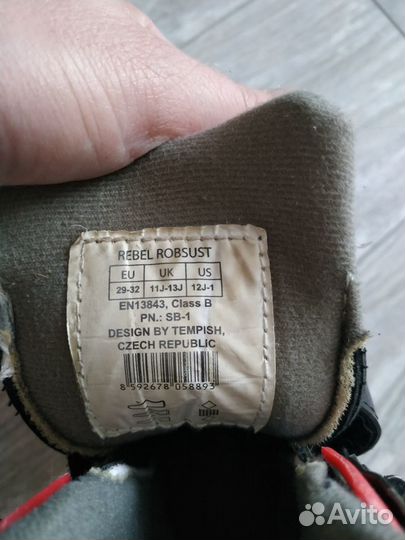 REBEL ROBSUST
EU UK US
29-32 11J-13J 12J-1
EN13843, Class B
PN.: SB-1
DESIGN BY TEMPISH,
CZECH REPUBLIC
8 592678 058893
Avito